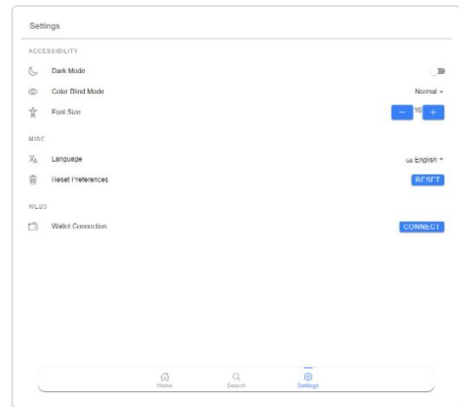 Settings
ACCESSIBILITY
Dark Mode
Color Blind Mode Normal
Font Size − 16 +
MISC
Language GB English
Reset Preferences RESET
WEB3
Wallet Connection CONNECT
Home Search Settings